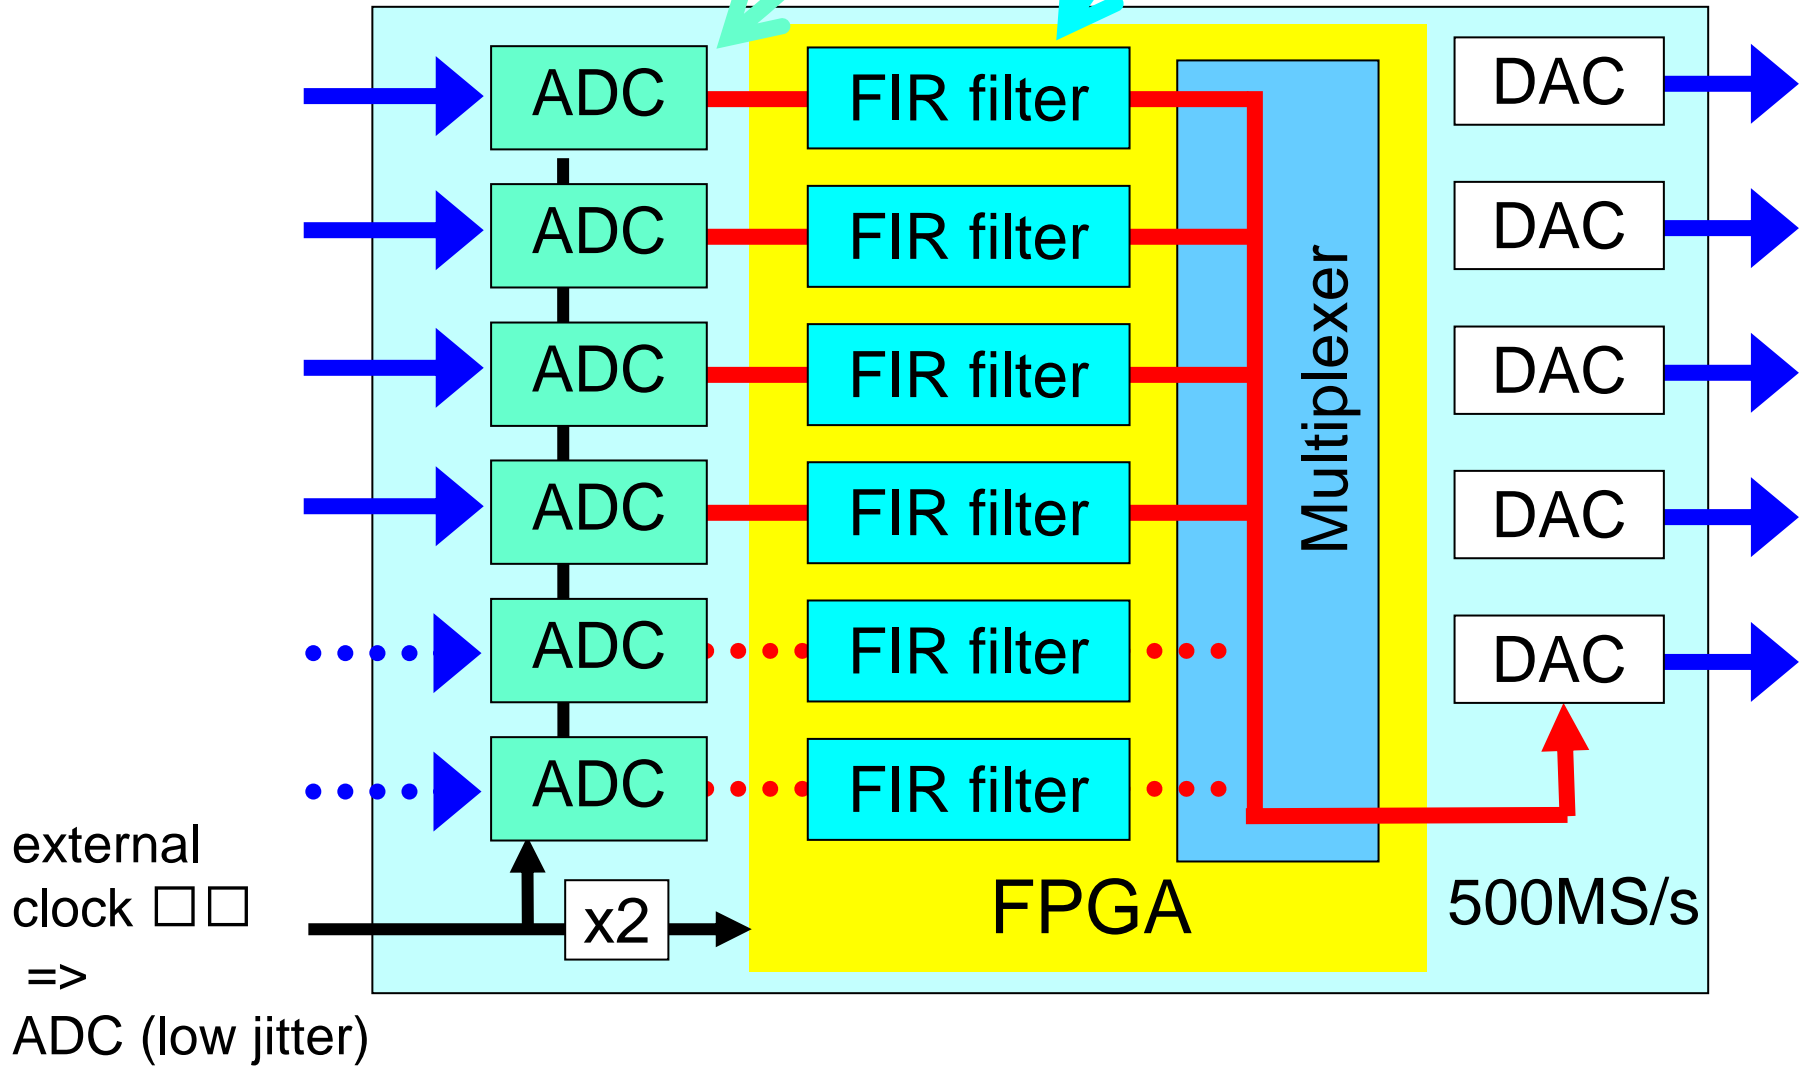 ADC
FIR filter
DAC
ADC
FIR filter
DAC
ADC
FIR filter
DAC
ADC
FIR filter
DAC
ADC
FIR filter
DAC
ADC
FIR filter
Multiplexer
external
clock □□
=>
ADC (low jitter)
x2
FPGA
500MS/s